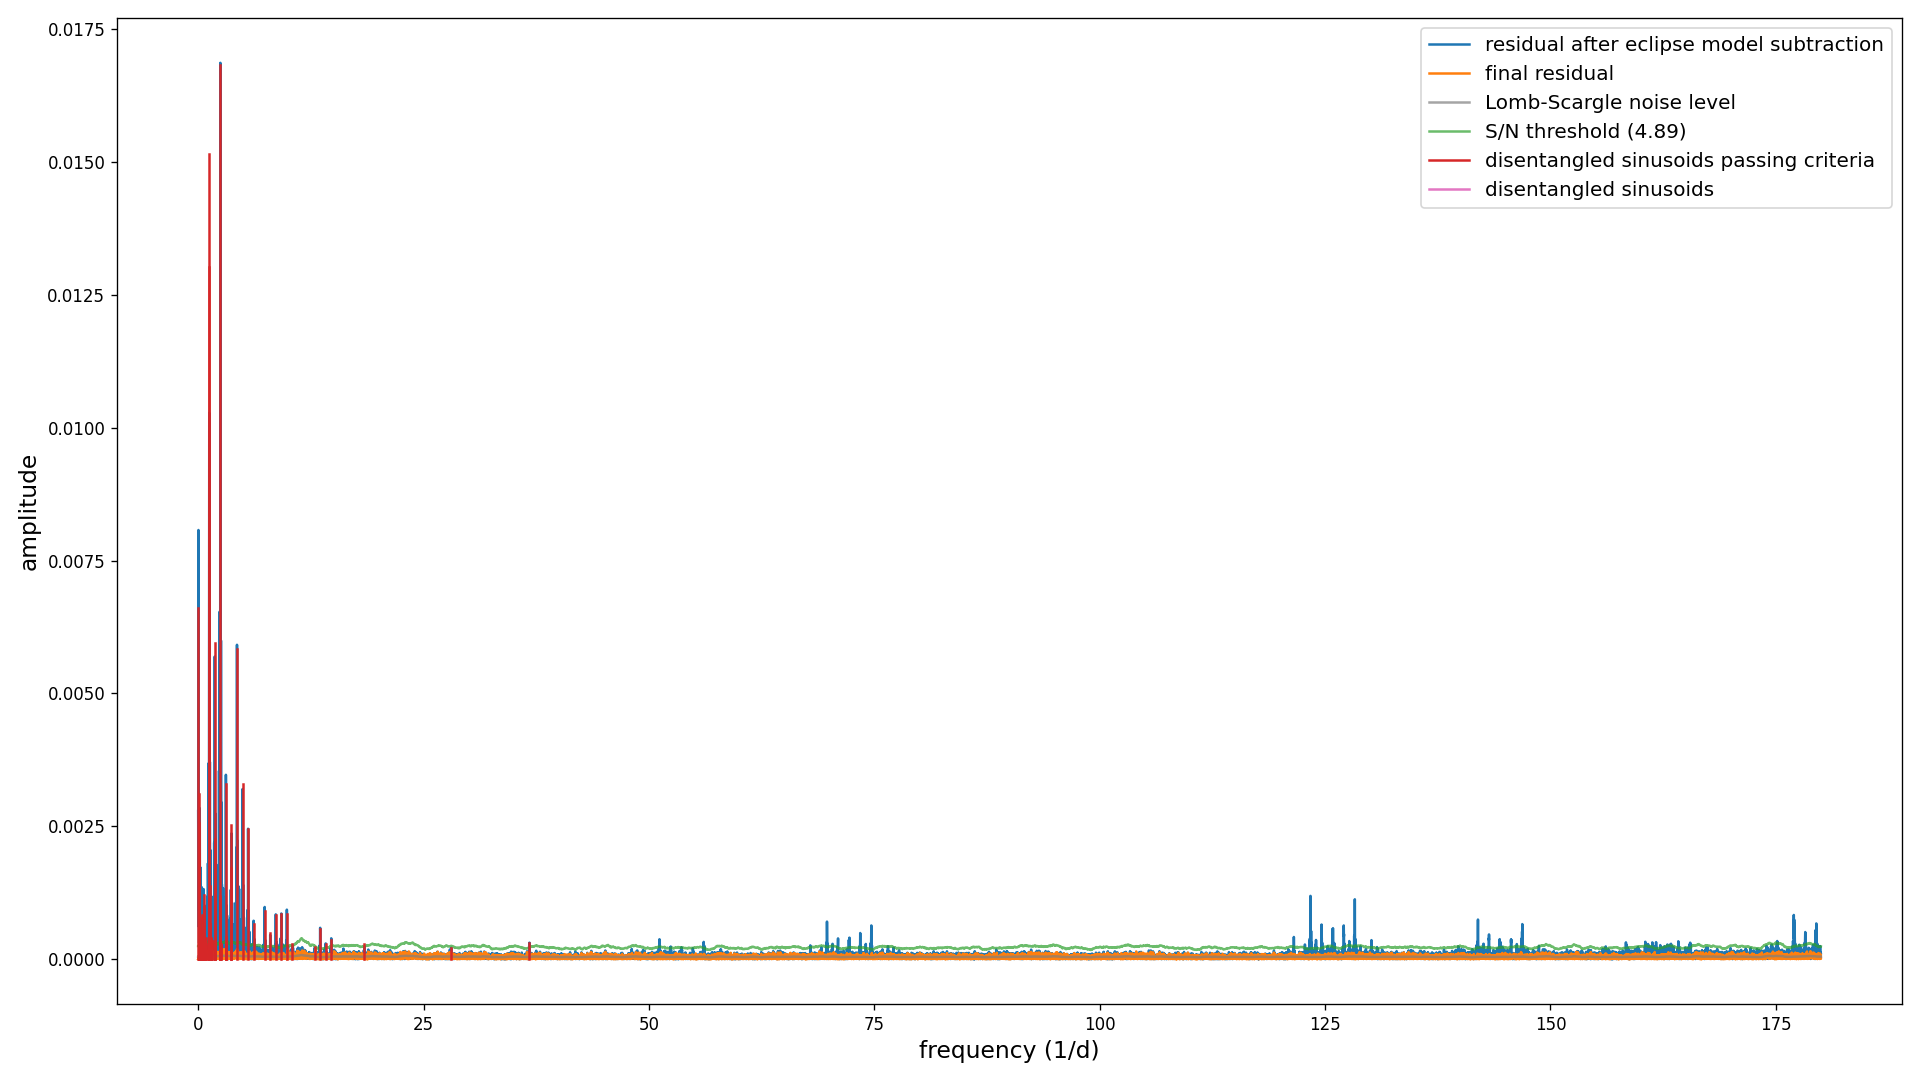 0.0175
0.0150
0.0125
0.0100
0.0075
0.0050
0.0025
0.0000
amplitude
0 25 50 75 100 125 150 175
frequency (1/d)
residual after eclipse model subtraction
final residual
Lomb-Scargle noise level
S/N threshold (4.89)
disentangled sinusoids passing criteria
disentangled sinusoids